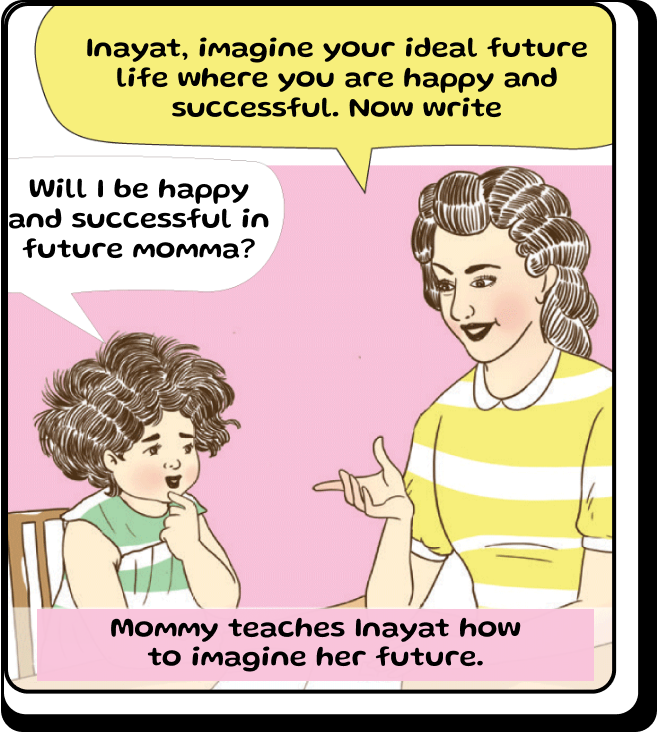 Inayat, imagine your ideal future
life where you are happy and
successful. Now write
Will I be happy
and successful in
future momma?
Mommy teaches Inayat how
to imagine her future.